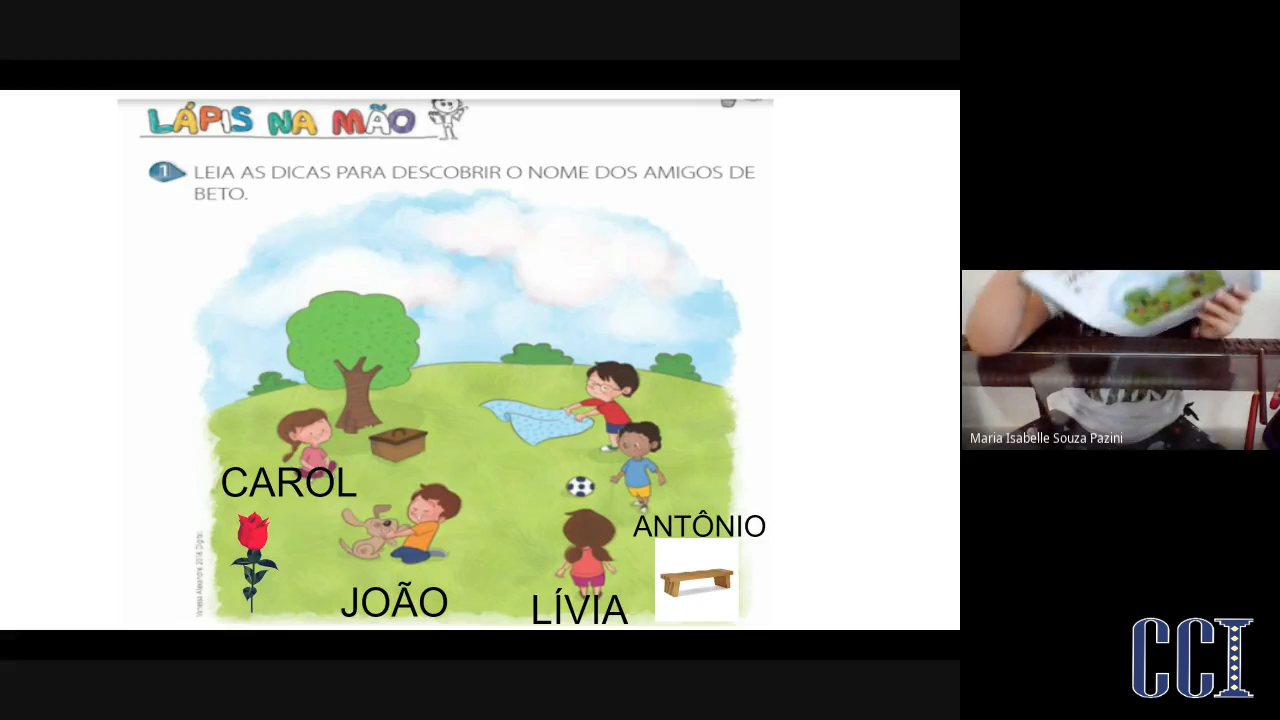 LÁPIS NA MÃO
1 LEIA AS DICAS PARA DESCOBRIR O NOME DOS AMIGOS DE
BETO.
CAROL
ANTÔNIO
JOÃO
LÍVIA
Maria Isabelle Souza Pazini
CCI